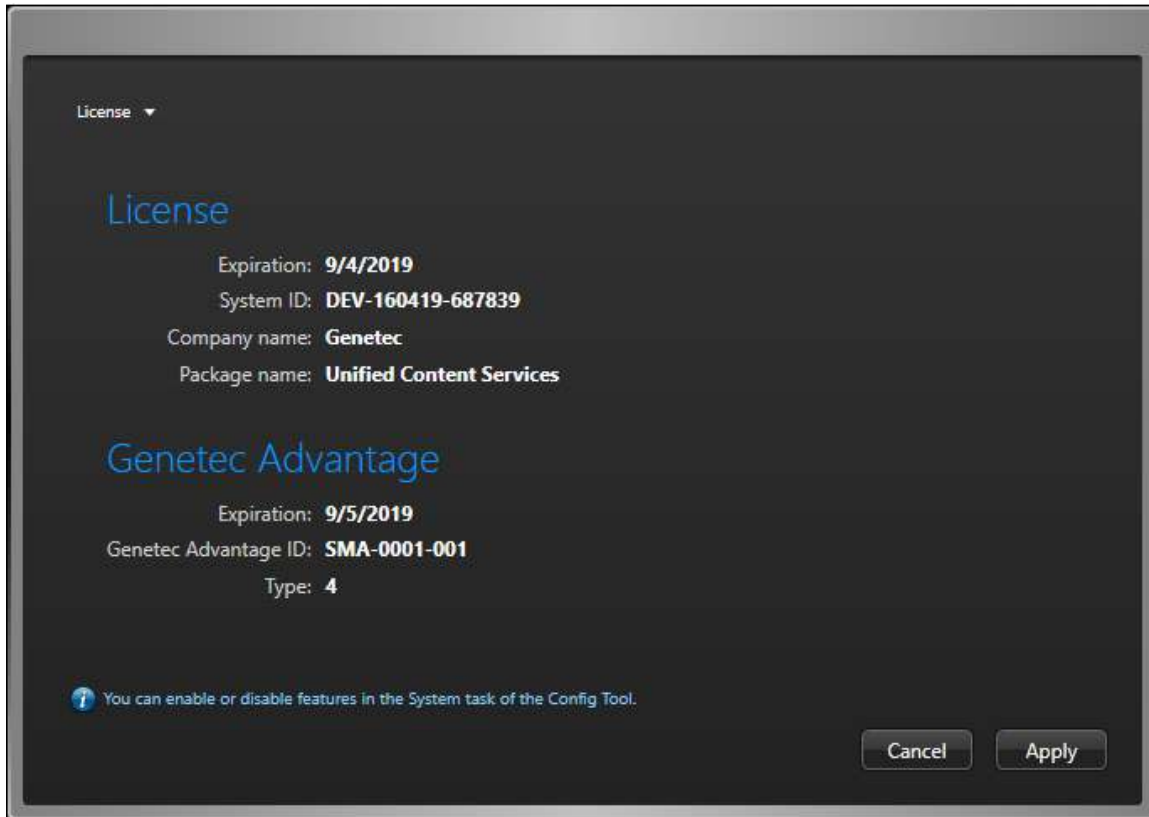 License
License
Expiration: 9/4/2019
System ID: DEV-160419-687839
Company name: Genetec
Package name: Unified Content Services
Genetec Advantage
Expiration: 9/5/2019
Genetec Advantage ID: SMA-0001-001
Type: 4
You can enable or disable features in the System task of the Config Tool.
Cancel Apply